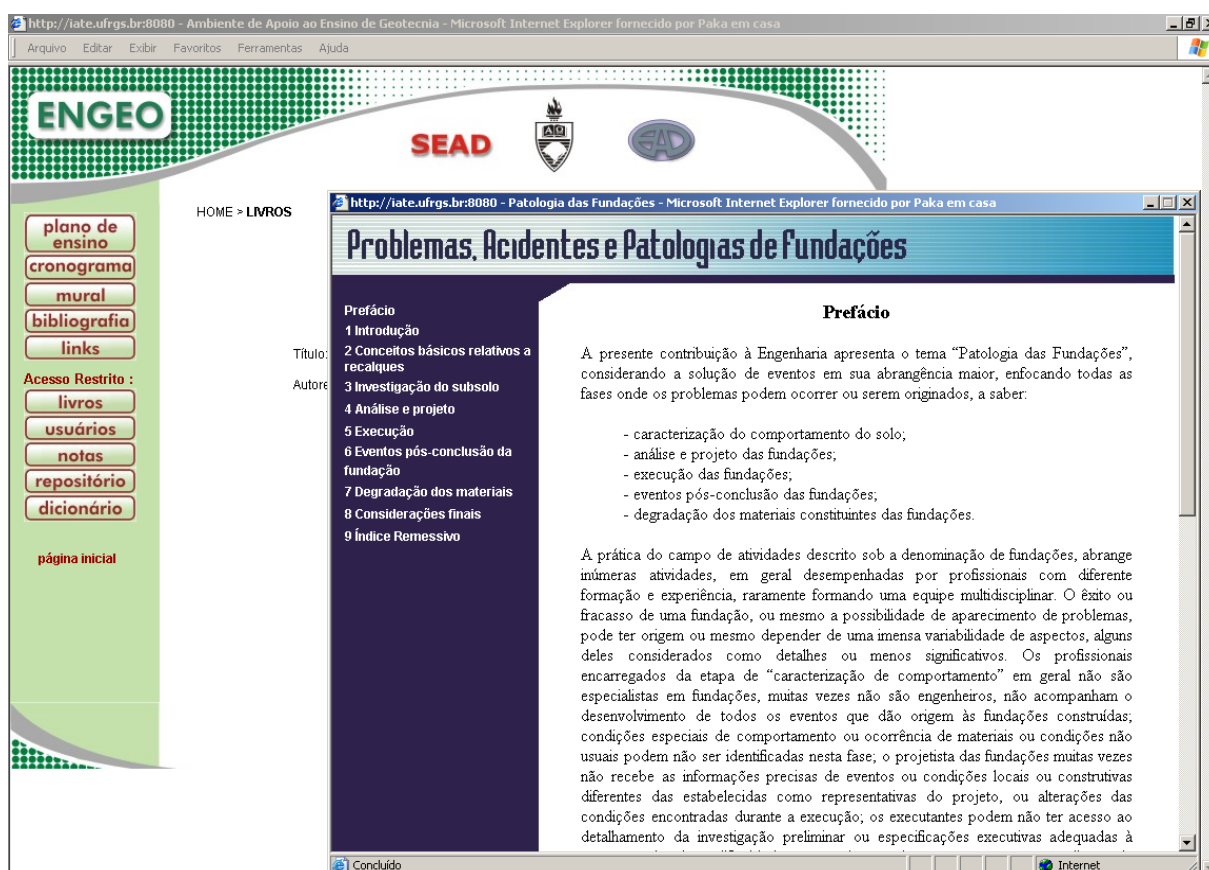 http://iate.ufrgs.br:8080 - Ambiente de Apoio ao Ensino de Geotecnia - Microsoft Internet Explorer fornecido por Paka em casa
Arquivo Editar Exibir Favoritos Ferramentas Ajuda
ENGEO
SEAD
EAD
HOME > LIVROS
plano de
ensino
cronograma
mural
bibliografia
links
Acesso Restrito :
livros
usuários
notas
repositório
dicionário
página inicial
Título:
Autore
http://iate.ufrgs.br:8080 - Patologia das Fundações - Microsoft Internet Explorer fornecido por Paka em casa
Problemas, Acidentes e Patologias de Fundações
Prefácio
1 Introdução
2 Conceitos básicos relativos a
recalques
3 Investigação do subsolo
4 Análise e projeto
5 Execução
6 Eventos pós-conclusão da
fundação
7 Degradação dos materiais
8 Considerações finais
9 Índice Remessivo
Prefácio
A presente contribuição à Engenharia apresenta o tema “Patologia das Fundações”,
considerando a solução de eventos em sua abrangência maior, enfocando todas as
fases onde os problemas podem ocorrer ou serem originados, a saber:
- caracterização do comportamento do solo;
- análise e projeto das fundações;
- execução das fundações;
- eventos pós-conclusão das fundações;
- degradação dos materiais constituintes das fundações.
A prática do campo de atividades descrito sob a denominação de fundações, abrange
inúmeras atividades, em geral desempenhadas por profissionais com diferente
formação e experiência, raramente formando uma equipe multidisciplinar. O êxito ou
fracasso de uma fundação, ou mesmo a possibilidade de aparecimento de problemas,
pode ter origem ou mesmo depender de uma imensa variabilidade de aspectos, alguns
deles considerados como detalhes ou menos significativos. Os profissionais
encarregados da etapa de “caracterização de comportamento” em geral não são
especialistas em fundações, muitas vezes não são engenheiros, não acompanham o
desenvolvimento de todos os eventos que dão origem às fundações construídas;
condições especiais de comportamento ou ocorrência de materiais ou condições não
usuais podem não ser identificadas nesta fase; o projetista das fundações muitas vezes
não recebe as informações precisas de eventos ou condições locais ou construtivas
diferentes das estabelecidas como representativas do projeto, ou alterações das
condições encontradas durante a execução; os executantes podem não ter acesso ao
detalhamento da investigação preliminar ou especificações executivas adequadas à
Concluído
Internet